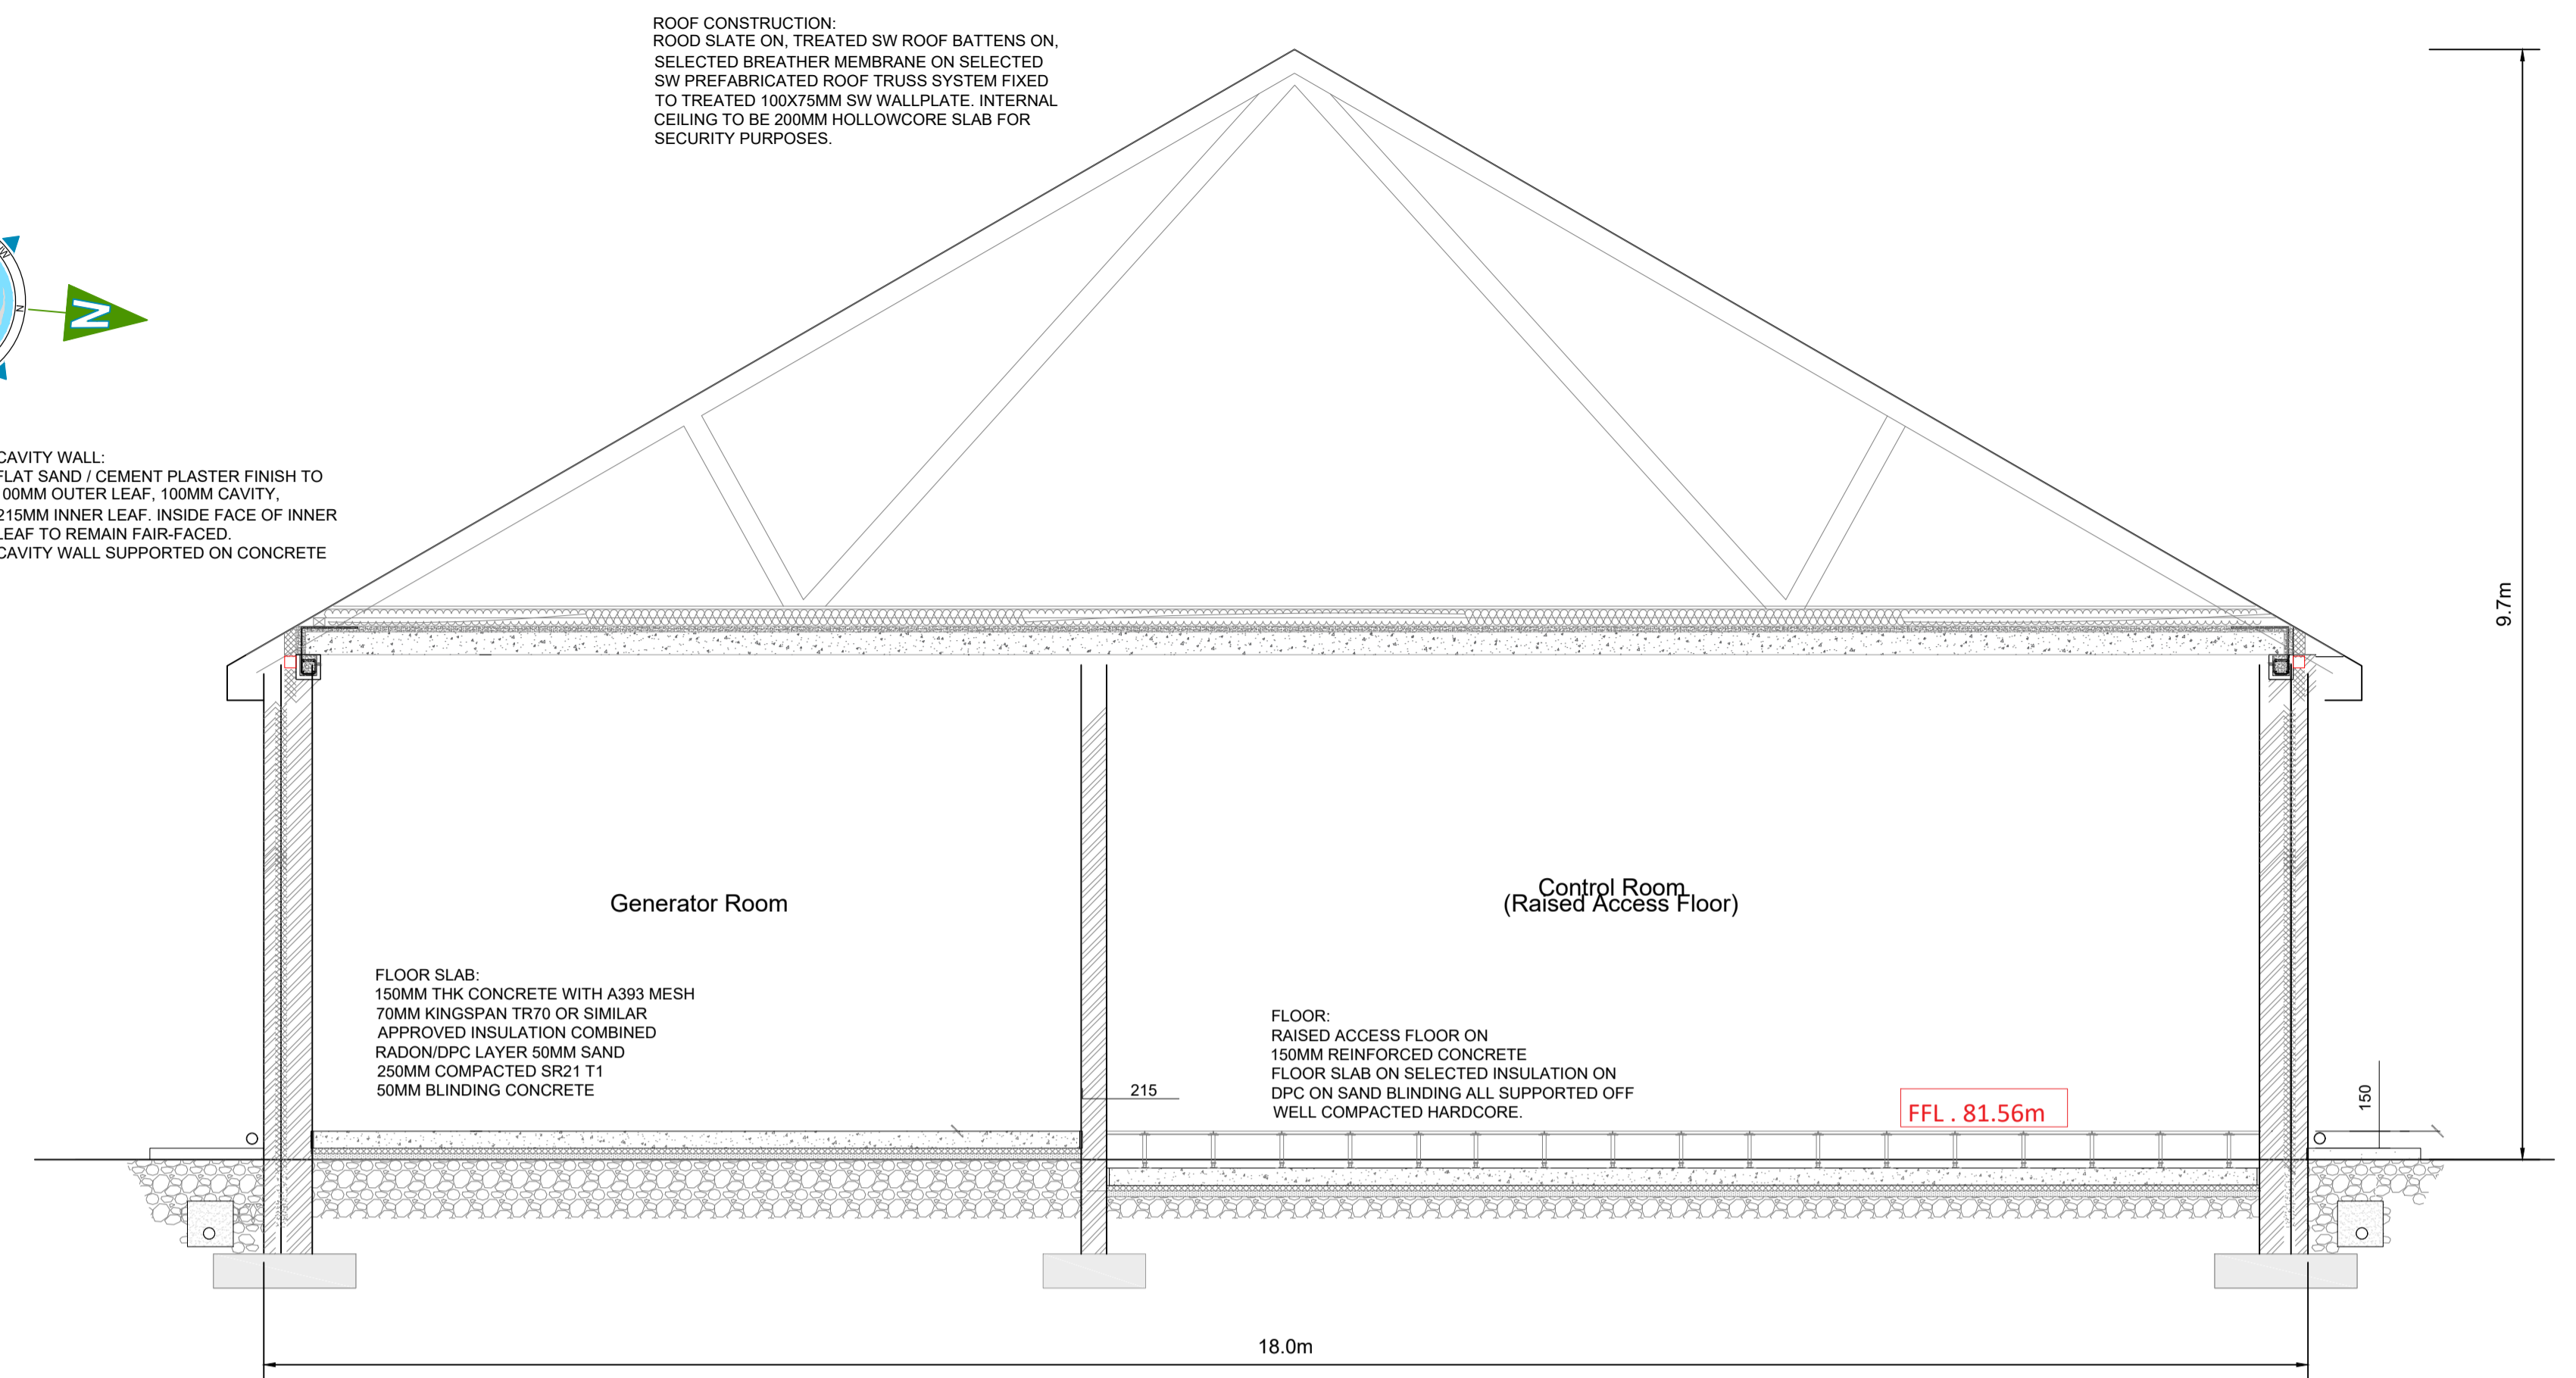 ROOF CONSTRUCTION:
ROOD SLATE ON, TREATED SW ROOF BATTENS ON,
SELECTED BREATHER MEMBRANE ON SELECTED
SW PREFABRICATED ROOF TRUSS SYSTEM FIXED
TO TREATED 100X75MM SW WALLPLATE. INTERNAL
CEILING TO BE 200MM HOLLOWCORE SLAB FOR
SECURITY PURPOSES.
N
N
CAVITY WALL:
FLAT SAND / CEMENT PLASTER FINISH TO
00MM OUTER LEAF, 100MM CAVITY,
215MM INNER LEAF. INSIDE FACE OF INNER
LEAF TO REMAIN FAIR-FACED.
CAVITY WALL SUPPORTED ON CONCRETE
9.7m
Generator Room
Control Room
(Raised Access Floor)
FLOOR SLAB:
150MM THK CONCRETE WITH A393 MESH
70MM KINGSPAN TR70 OR SIMILAR
APPROVED INSULATION COMBINED
RADON/DPC LAYER 50MM SAND
250MM COMPACTED SR21 T1
50MM BLINDING CONCRETE
215
FLOOR:
RAISED ACCESS FLOOR ON
150MM REINFORCED CONCRETE
FLOOR SLAB ON SELECTED INSULATION ON
DPC ON SAND BLINDING ALL SUPPORTED OFF
WELL COMPACTED HARDCORE.
FFL . 81.56m
150
18.0m